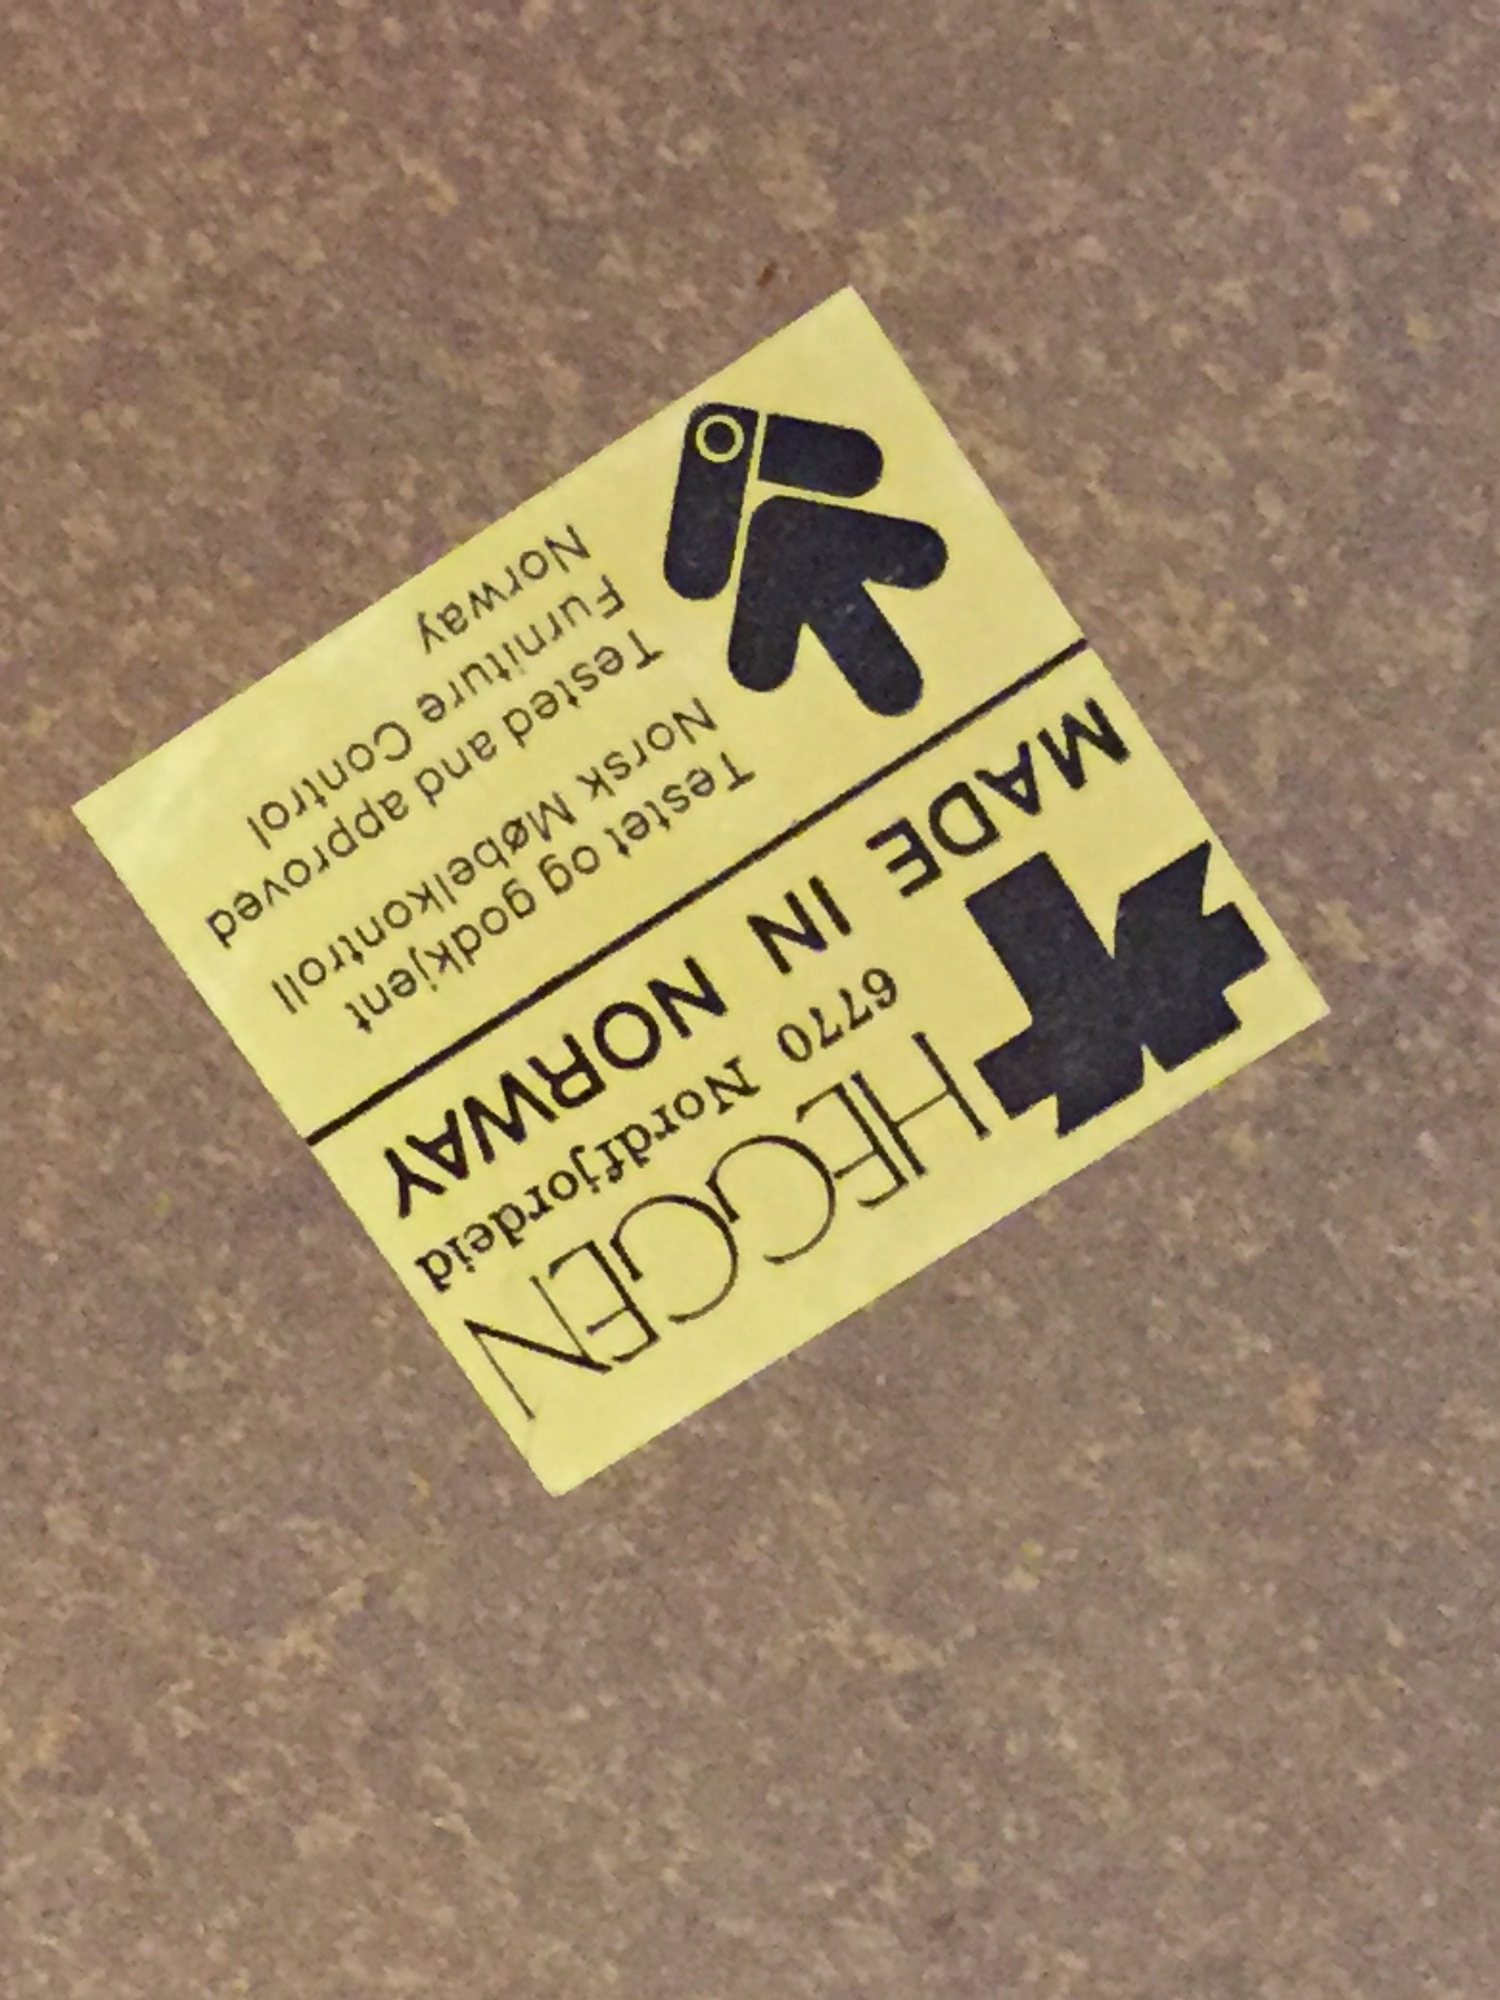 HEGGEN
6770 Nordfjordeid
MADE IN NORWAY
Testet og godkjent
Norsk Møbelkontroll
Tested and approved
Furniture Control
Norway